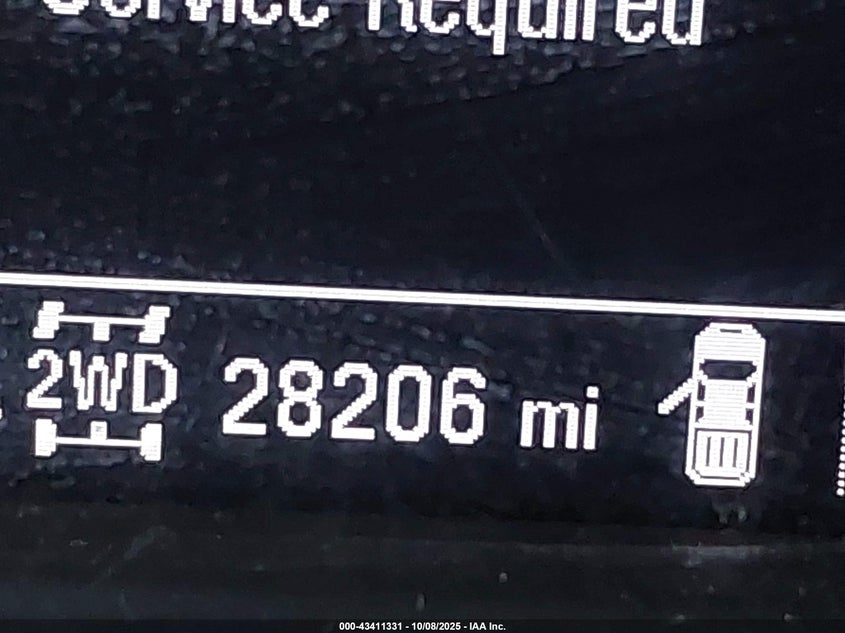 Service Required
2WD 28206 mi
000-43411331 - 10/08/2025 - IAA Inc.